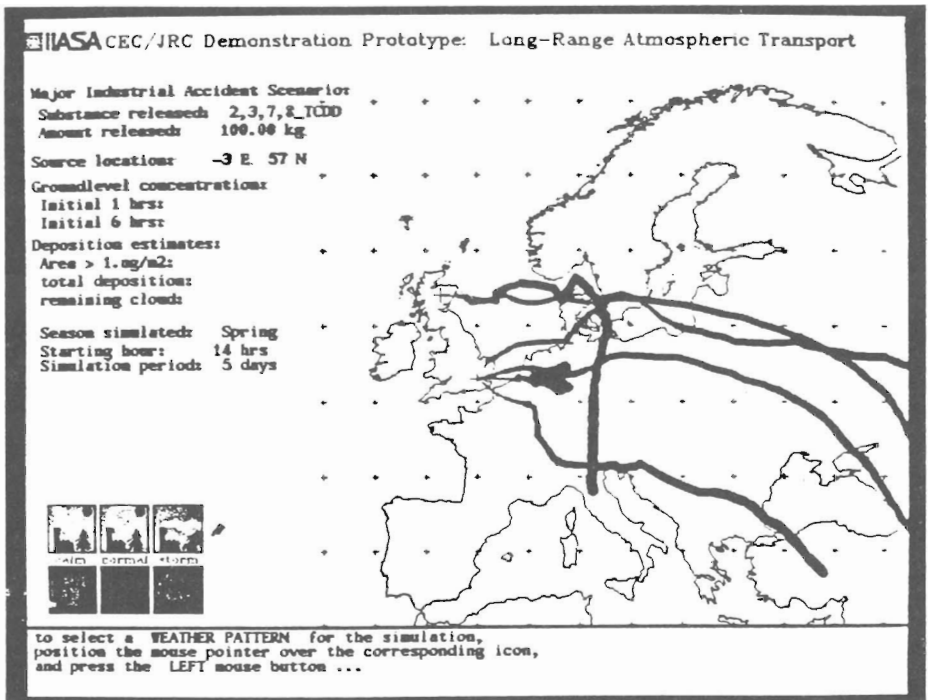 IIASA CEC/JRC Demonstration Prototype: Long-Range Atmospheric Transport
Major Industrial Accident Scenario:
Substance released: 2,3,7,8_TCDD
Amount released: 100.00 kg
Source location: -3 E 57 N
Groundlevel concentration:
Initial 1 hrs:
Initial 6 hrs:
Deposition estimates:
Area > 1.mg/m2:
total deposition:
remaining cloud:
Season simulated: Spring
Starting hour: 14 hrs
Simulation period: 5 days
calm normal storm
to select a WEATHER PATTERN for the simulation,
position the mouse pointer over the corresponding icon,
and press the LEFT mouse button ...